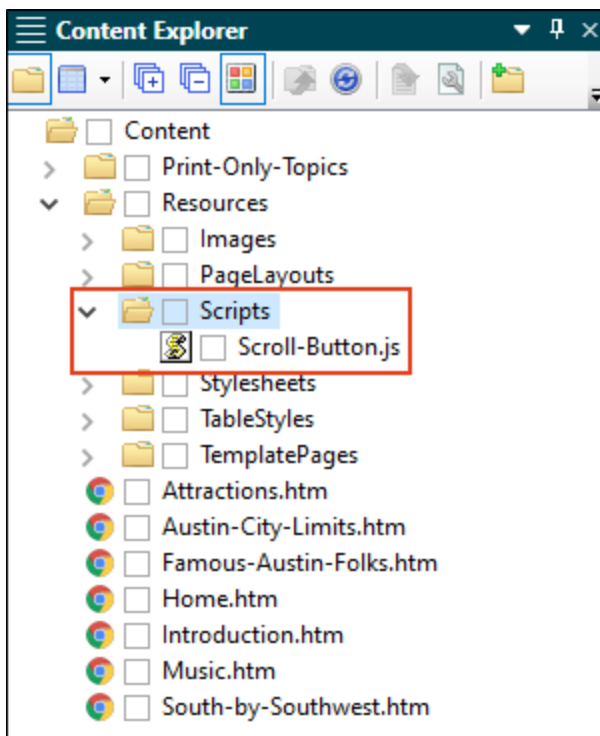 Content Explorer
Content
Print-Only-Topics
Resources
Images
PageLayouts
Scripts
Scroll-Button.js
Stylesheets
TableStyles
TemplatePages
Attractions.htm
Austin-City-Limits.htm
Famous-Austin-Folks.htm
Home.htm
Introduction.htm
Music.htm
South-by-Southwest.htm